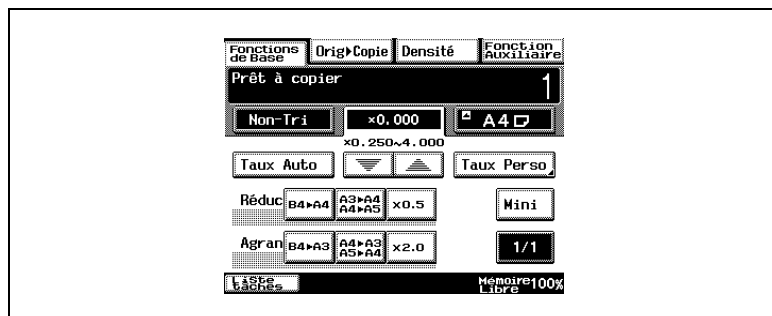 Fonctions de Base
Orig▸Copie
Densité
Fonction Auxiliaire
Prêt à copier
1
Non-Tri
×0.000
A4
×0.250~4.000
Taux Auto
Taux Perso
Réduc
B4▸A4
A3▸A4
A4▸A5
×0.5
Mini
Agran
B4▸A3
A4▸A3
A5▸A4
×2.0
1/1
Liste tâches
Mémoire Libre 100%